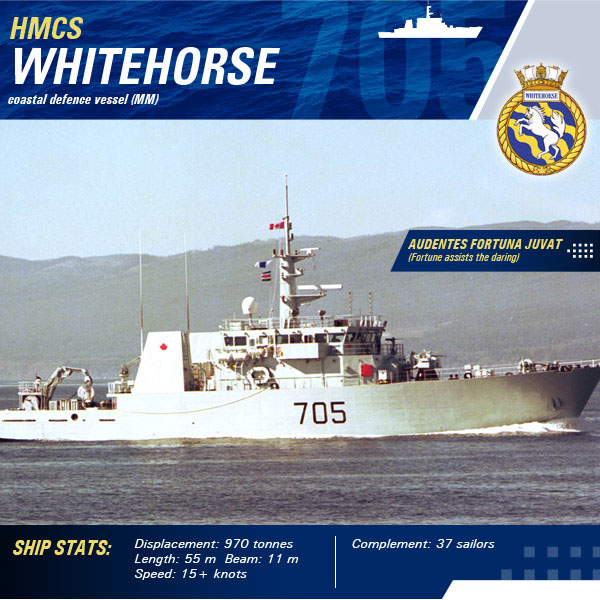 HMCS
WHITEHORSE
coastal defence vessel (MM)
705
WHITEHORSE
AUDENTES FORTUNA JUVAT
(Fortune assists the daring)
705
SHIP STATS:
Displacement: 970 tonnes
Length: 55 m Beam: 11 m
Speed: 15+ knots
Complement: 37 sailors